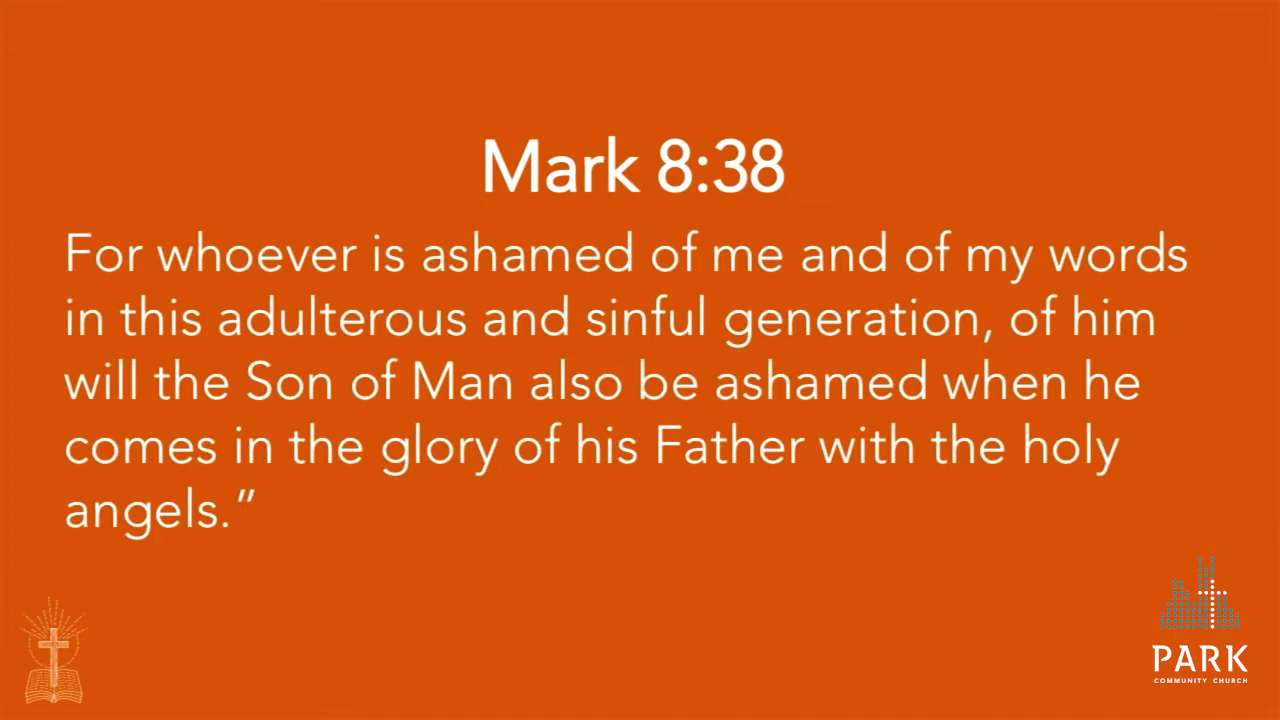 Mark 8:38
For whoever is ashamed of me and of my words
in this adulterous and sinful generation, of him
will the Son of Man also be ashamed when he
comes in the glory of his Father with the holy
angels.”
PARK
COMMUNITY CHURCH